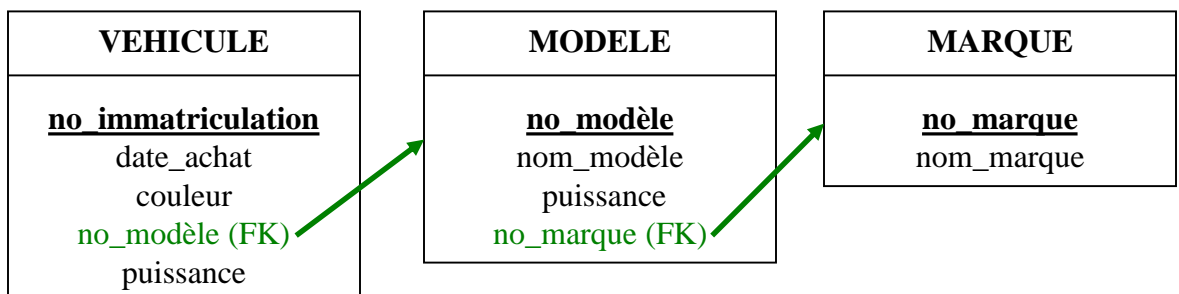 VEHICULE
no_immatriculation
date_achat
couleur
no_modèle (FK)
puissance
MODELE
no_modèle
nom_modèle
puissance
no_marque (FK)
MARQUE
no_marque
nom_marque